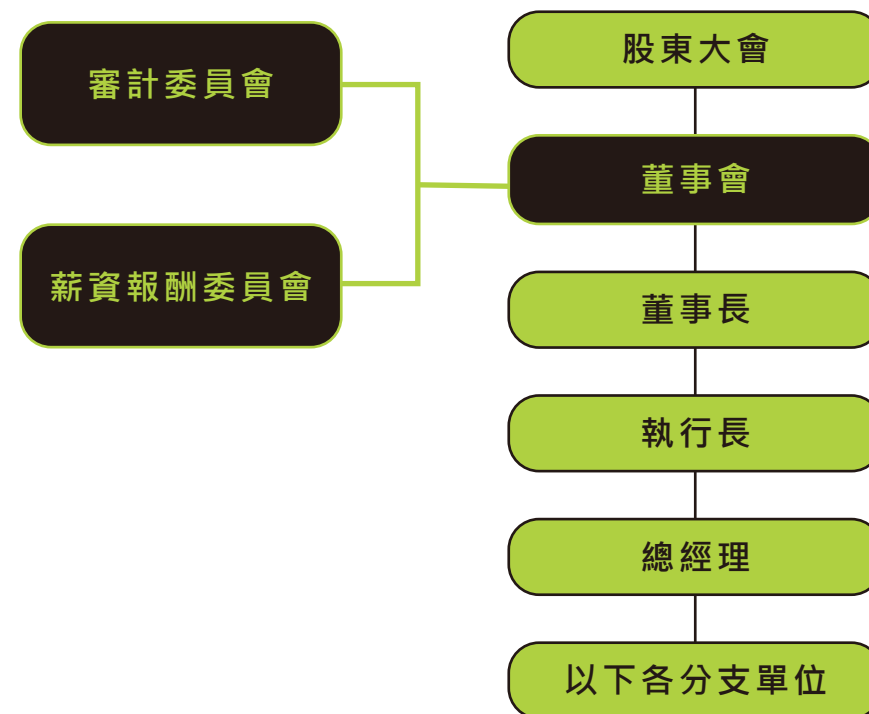 審計委員會
薪資報酬委員會
股東大會
董事會
董事長
執行長
總經理
以下各分支單位